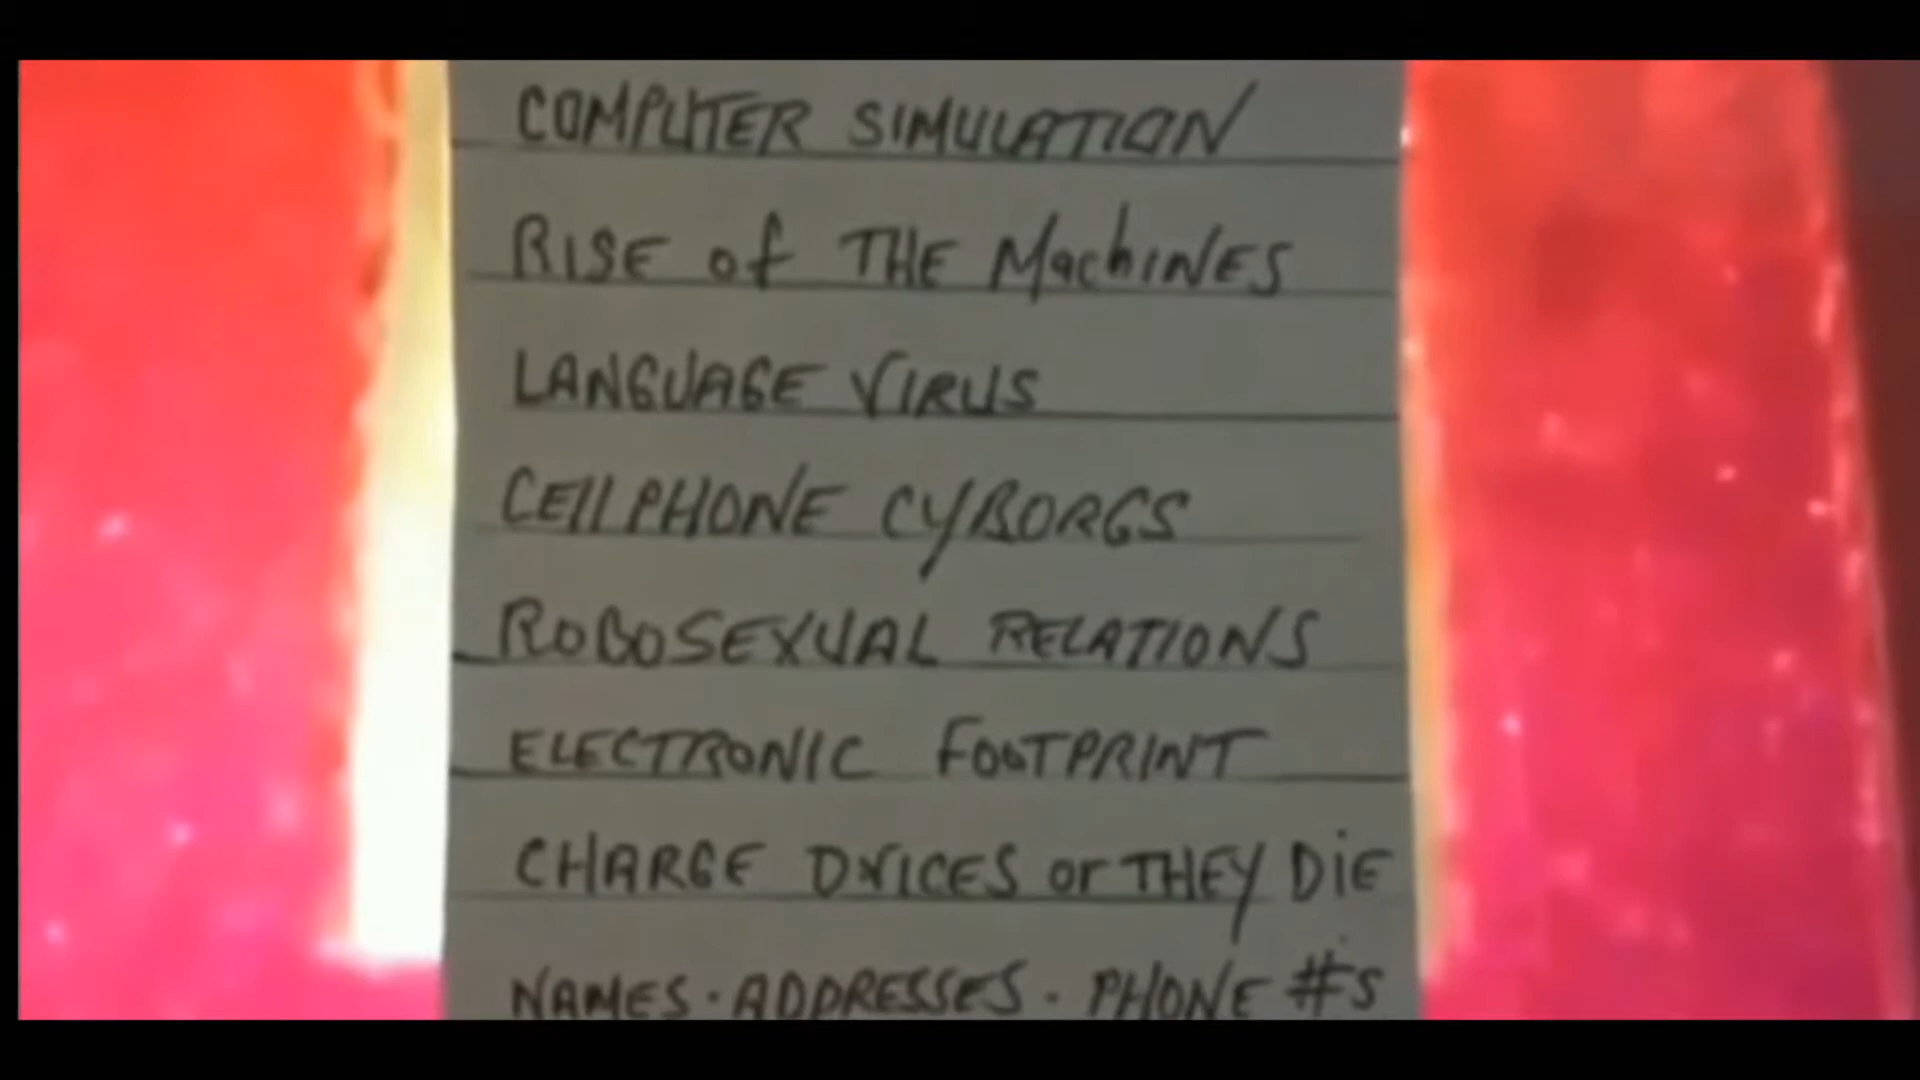 COMPUTER SIMULATION
RISE of THE MachINES
LANGUAGE VIRUS
CEllPHONE CYBORGS
ROBOSEXUAL RELATIONS
ELECTRONIC FOOTPRINT
CHARGE DVICES or THEY DiE
NAMES · ADDRESSES · PHONE #'s